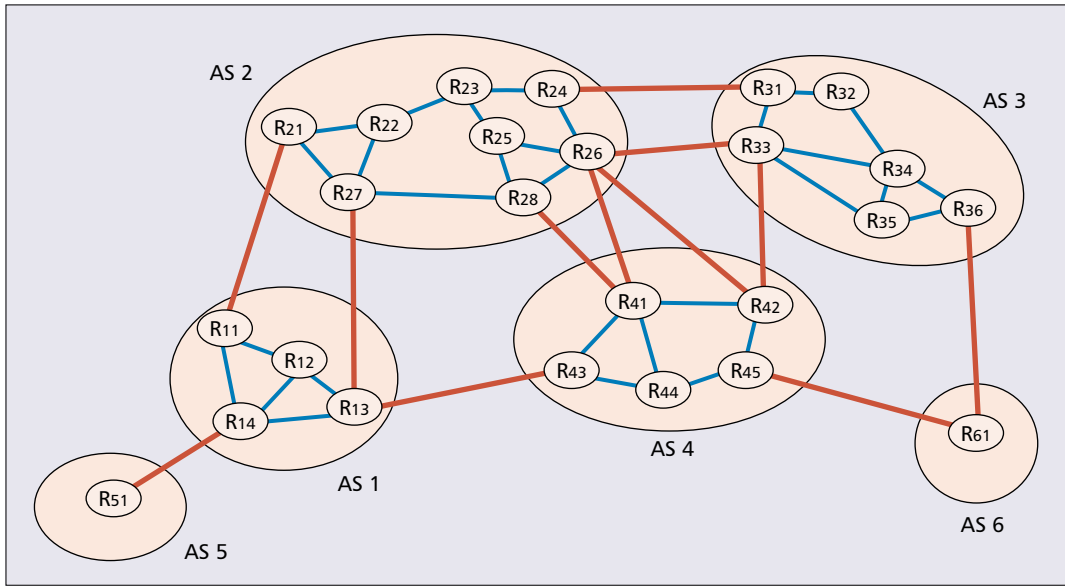 AS 2
R21
R22
R23
R24
R25
R26
R27
R28
AS 3
R31
R32
R33
R34
R35
R36
R11
R12
R13
R14
AS 1
R41
R42
R43
R44
R45
AS 4
R51
AS 5
R61
AS 6